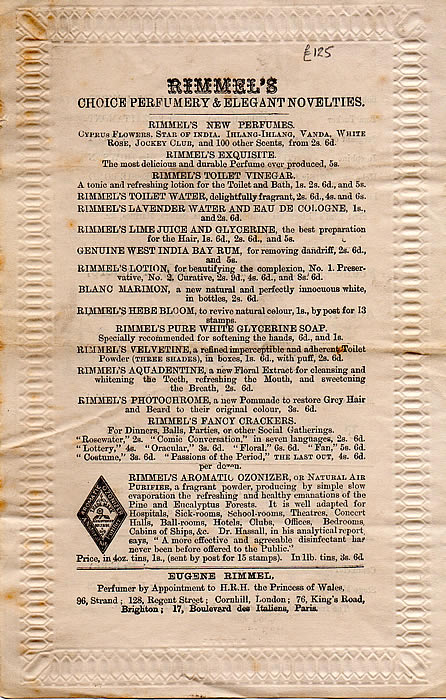 £125
RIMMEL'S
CHOICE PERFUMERY & ELEGANT NOVELTIES.
RIMMEL'S NEW PERFUMES.
CYPRUS FLOWERS, STAR OF INDIA, IHLANG-IHLANG, VANDA, WHITE
ROSE, JOCKEY CLUB, and 100 other Scents, from 2s. 6d.
RIMMEL'S EXQUISITE.
The most delicious and durable Perfume ever produced, 5s.
RIMMEL'S TOILET VINEGAR.
A tonic and refreshing lotion for the Toilet and Bath, 1s. 2s. 6d., and 5s.
RIMMEL'S TOILET WATER, delightfully fragrant, 2s. 6d., 4s. and 6s.
RIMMEL'S LAVENDER WATER AND EAU DE COLOGNE, 1s.,
and 2s. 6d.
RIMMEL'S LIME JUICE AND GLYCERINE, the best preparation
for the Hair, 1s. 6d., 2s. 6d., and 5s.
GENUINE WEST INDIA BAY RUM, for removing dandriff, 2s. 6d.,
and 5s.
RIMMEL'S LOTION, for beautifying the complexion, No. 1. Preser-
vative, No. 2, Curative, 2s. 9d., 4s. 6d., and 8s. 6d.
BLANC MARIMON, a new natural and perfectly innocuous white,
in bottles, 2s. 6d.
RIMMEL'S HEBE BLOOM, to revive natural colour, 1s., by post for 13
stamps.
RIMMEL'S PURE WHITE GLYCERINE SOAP.
Specially recommended for softening the hands, 6d., and 1s.
RIMMEL'S VELVETINE, a refined imperceptible and adherent Toilet
Powder (THREE SHADES), in boxes, 1s. 6d., with puff, 2s. 6d.
RIMMEL'S AQUADENTINE, a new Floral Extract for cleansing and
whitening the Teeth, refreshing the Mouth, and sweetening
the Breath, 2s. 6d.
RIMMEL'S PHOTOCHROME, a new Pommade to restore Grey Hair
and Beard to their original colour, 3s. 6d.
RIMMEL'S FANCY CRACKERS.
For Dinners, Balls, Parties, or other Social Gatherings.
"Rosewater," 2s. "Comic Conversation," in seven languages, 2s. 6d.
"Lottery," 4s. "Oracular," 3s. 6d. "Floral," 6s. 6d. "Fan," 5s. 6d.
"Costume," 3s. 6d. "Passions of the Period," THE LAST OUT, 4s. 6d.
per dozen.
RIMMEL'S AROMATIC OZONIZER, OR NATURAL AIR
PURIFIER, a fragrant powder, producing by simple slow
evaporation the refreshing and healthy emanations of the
Pine and Eucalyptus Forests. It is well adapted for
Hospitals, Sick-rooms, School-rooms, Theatres, Concert
Halls, Ball-rooms, Hotels, Clubs, Offices, Bedrooms,
Cabins of Ships, &c. Dr. Hassall, in his analytical report
says, "A more effective and agreeable disinfectant has
never been before offered to the Public."
Price, in 4oz. tins, 1s., (sent by post for 15 stamps). In 1lb. tins, 3s. 6d.
EUGENE RIMMEL,
Perfumer by Appointment to H.R.H. the Princess of Wales,
96, Strand; 128, Regent Street; Cornhill, London; 76, King's Road,
Brighton; 17, Boulevard des Italiens, Paris.